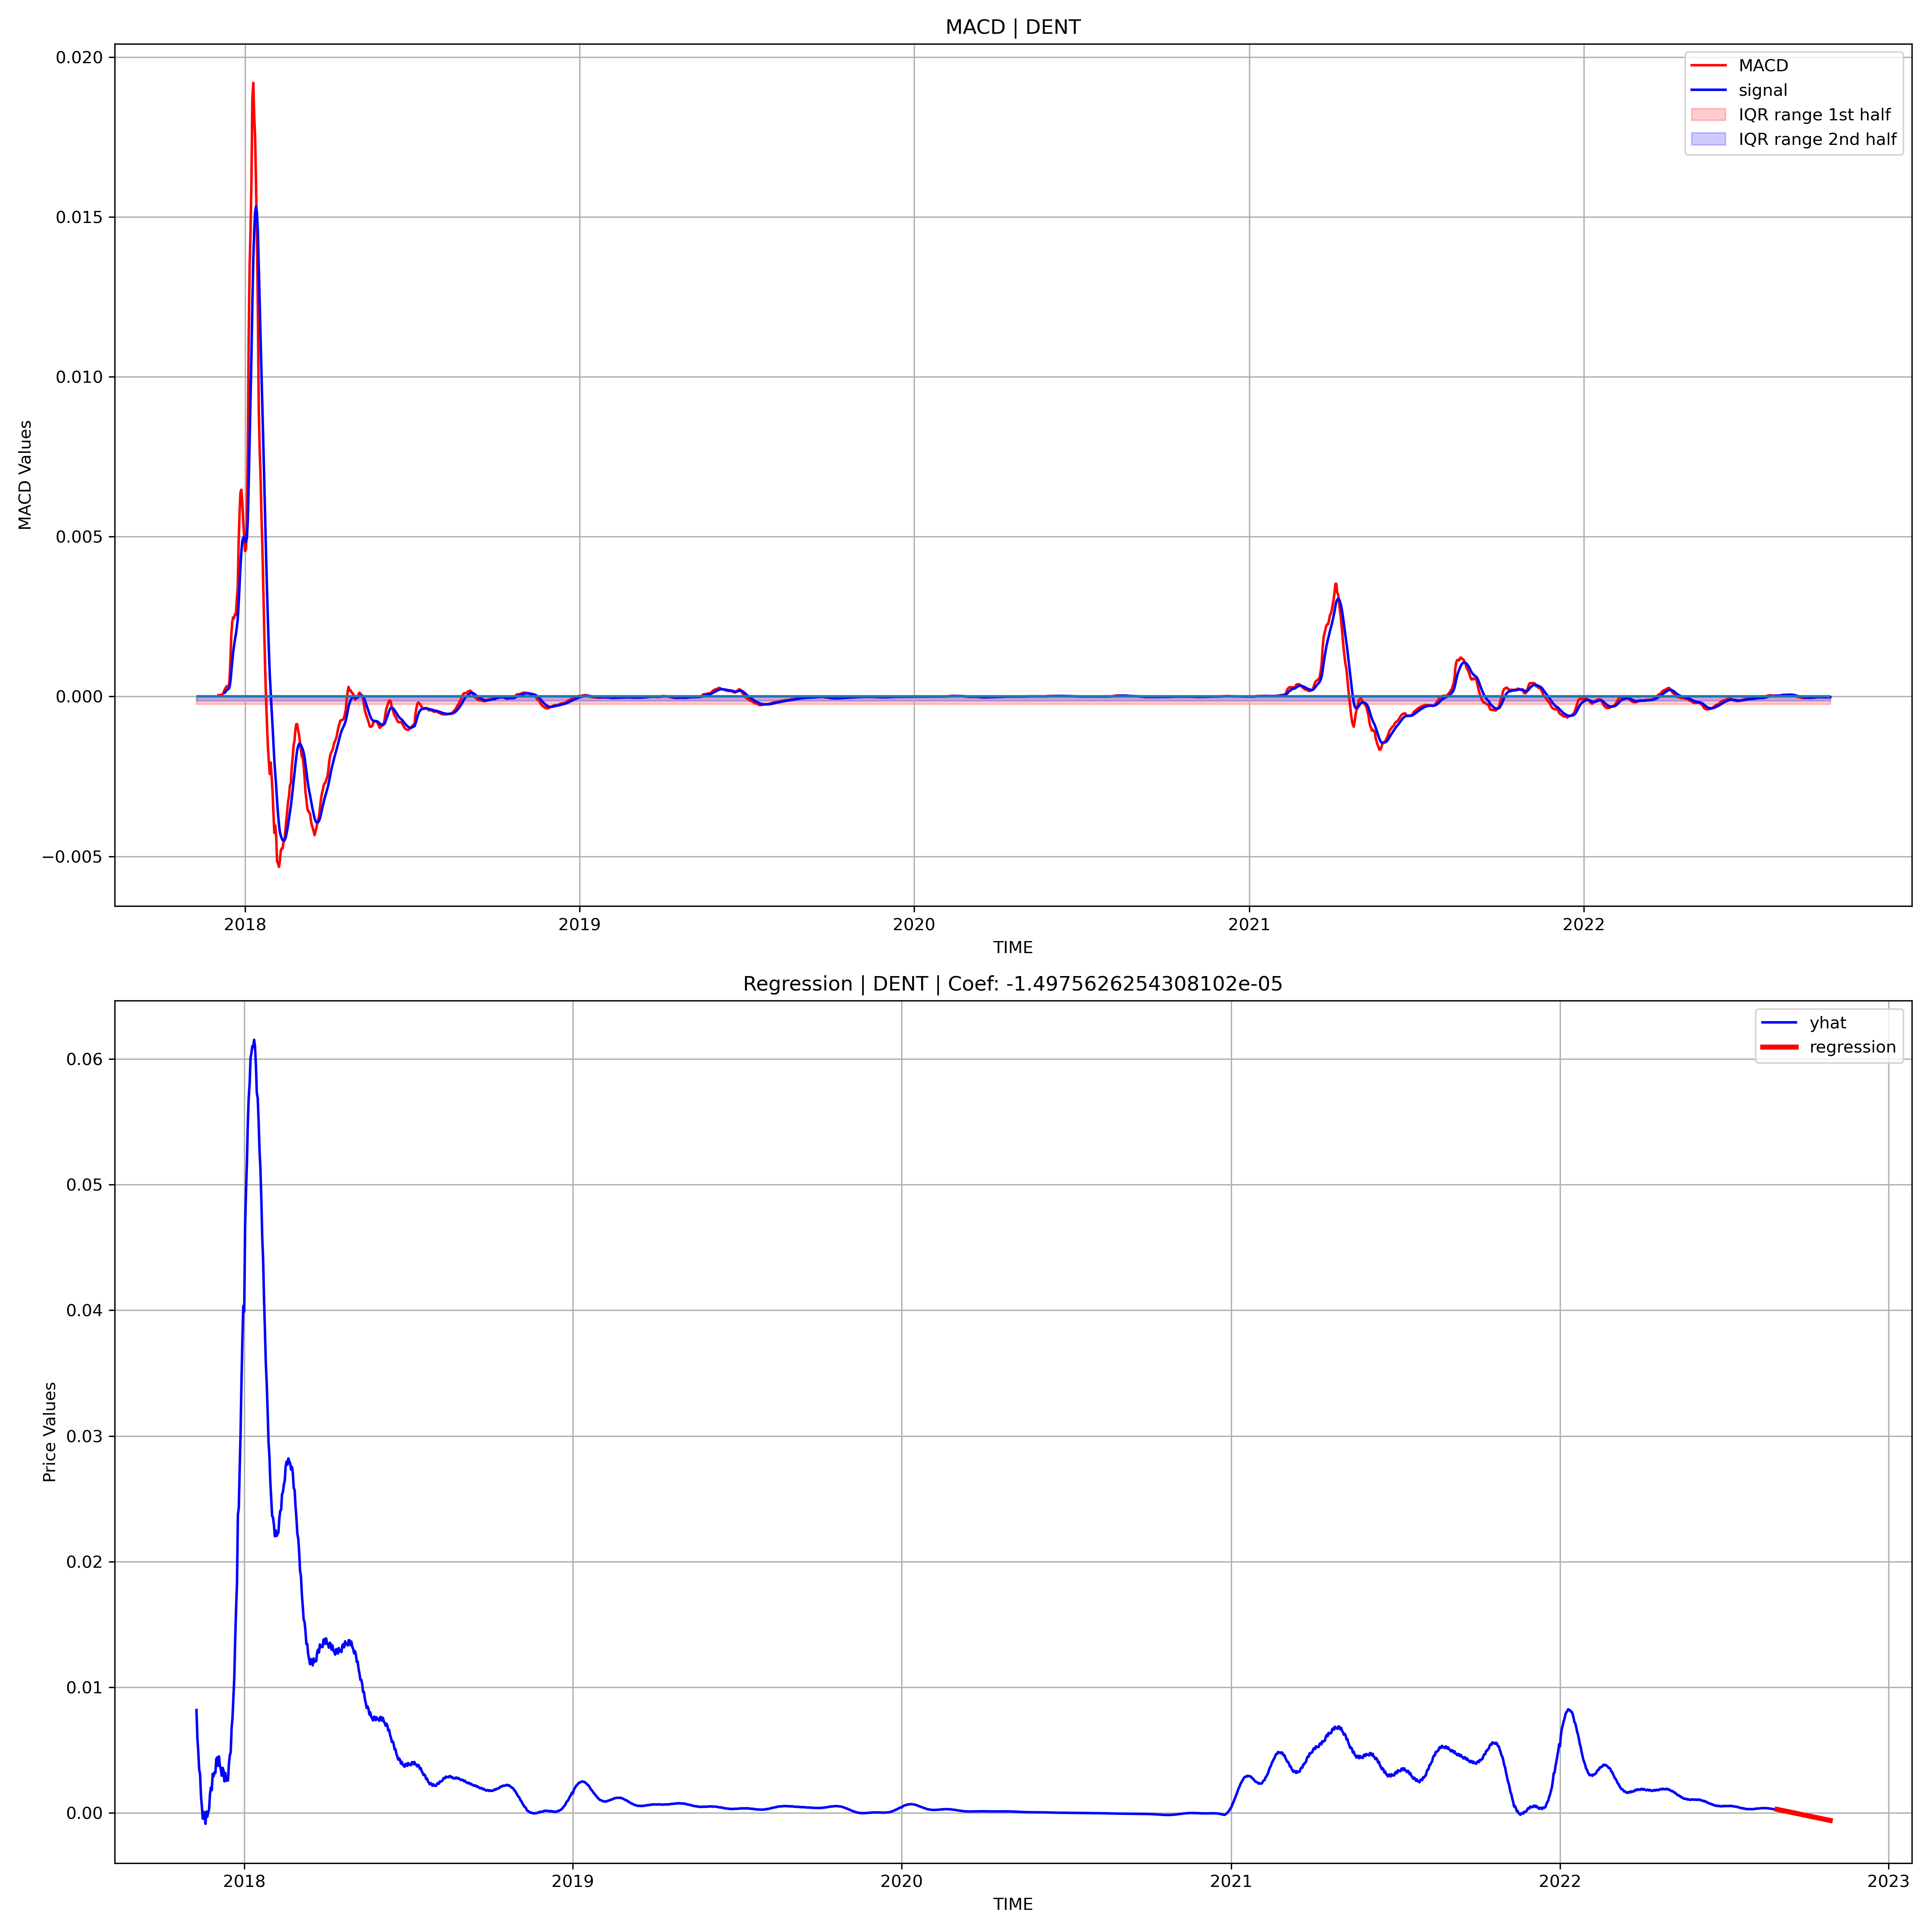 MACD | DENT
0.020
0.015
0.010
0.005
0.000
−0.005
MACD Values
MACD
signal
IQR range 1st half
IQR range 2nd half
2018 2019 2020 2021 2022
TIME
Regression | DENT | Coef: -1.4975626254308102e-05
0.06
0.05
0.04
0.03
0.02
0.01
0.00
Price Values
yhat
regression
2018 2019 2020 2021 2022 2023
TIME